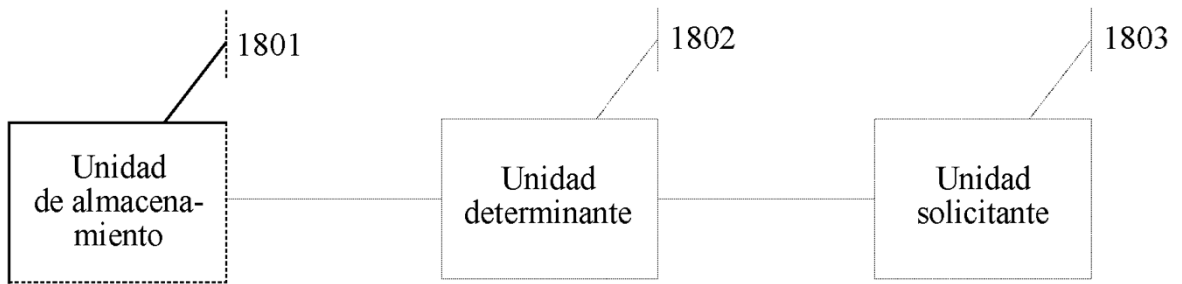 1801
1802
1803
Unidad
de almacena-
miento
Unidad
determinante
Unidad
solicitante